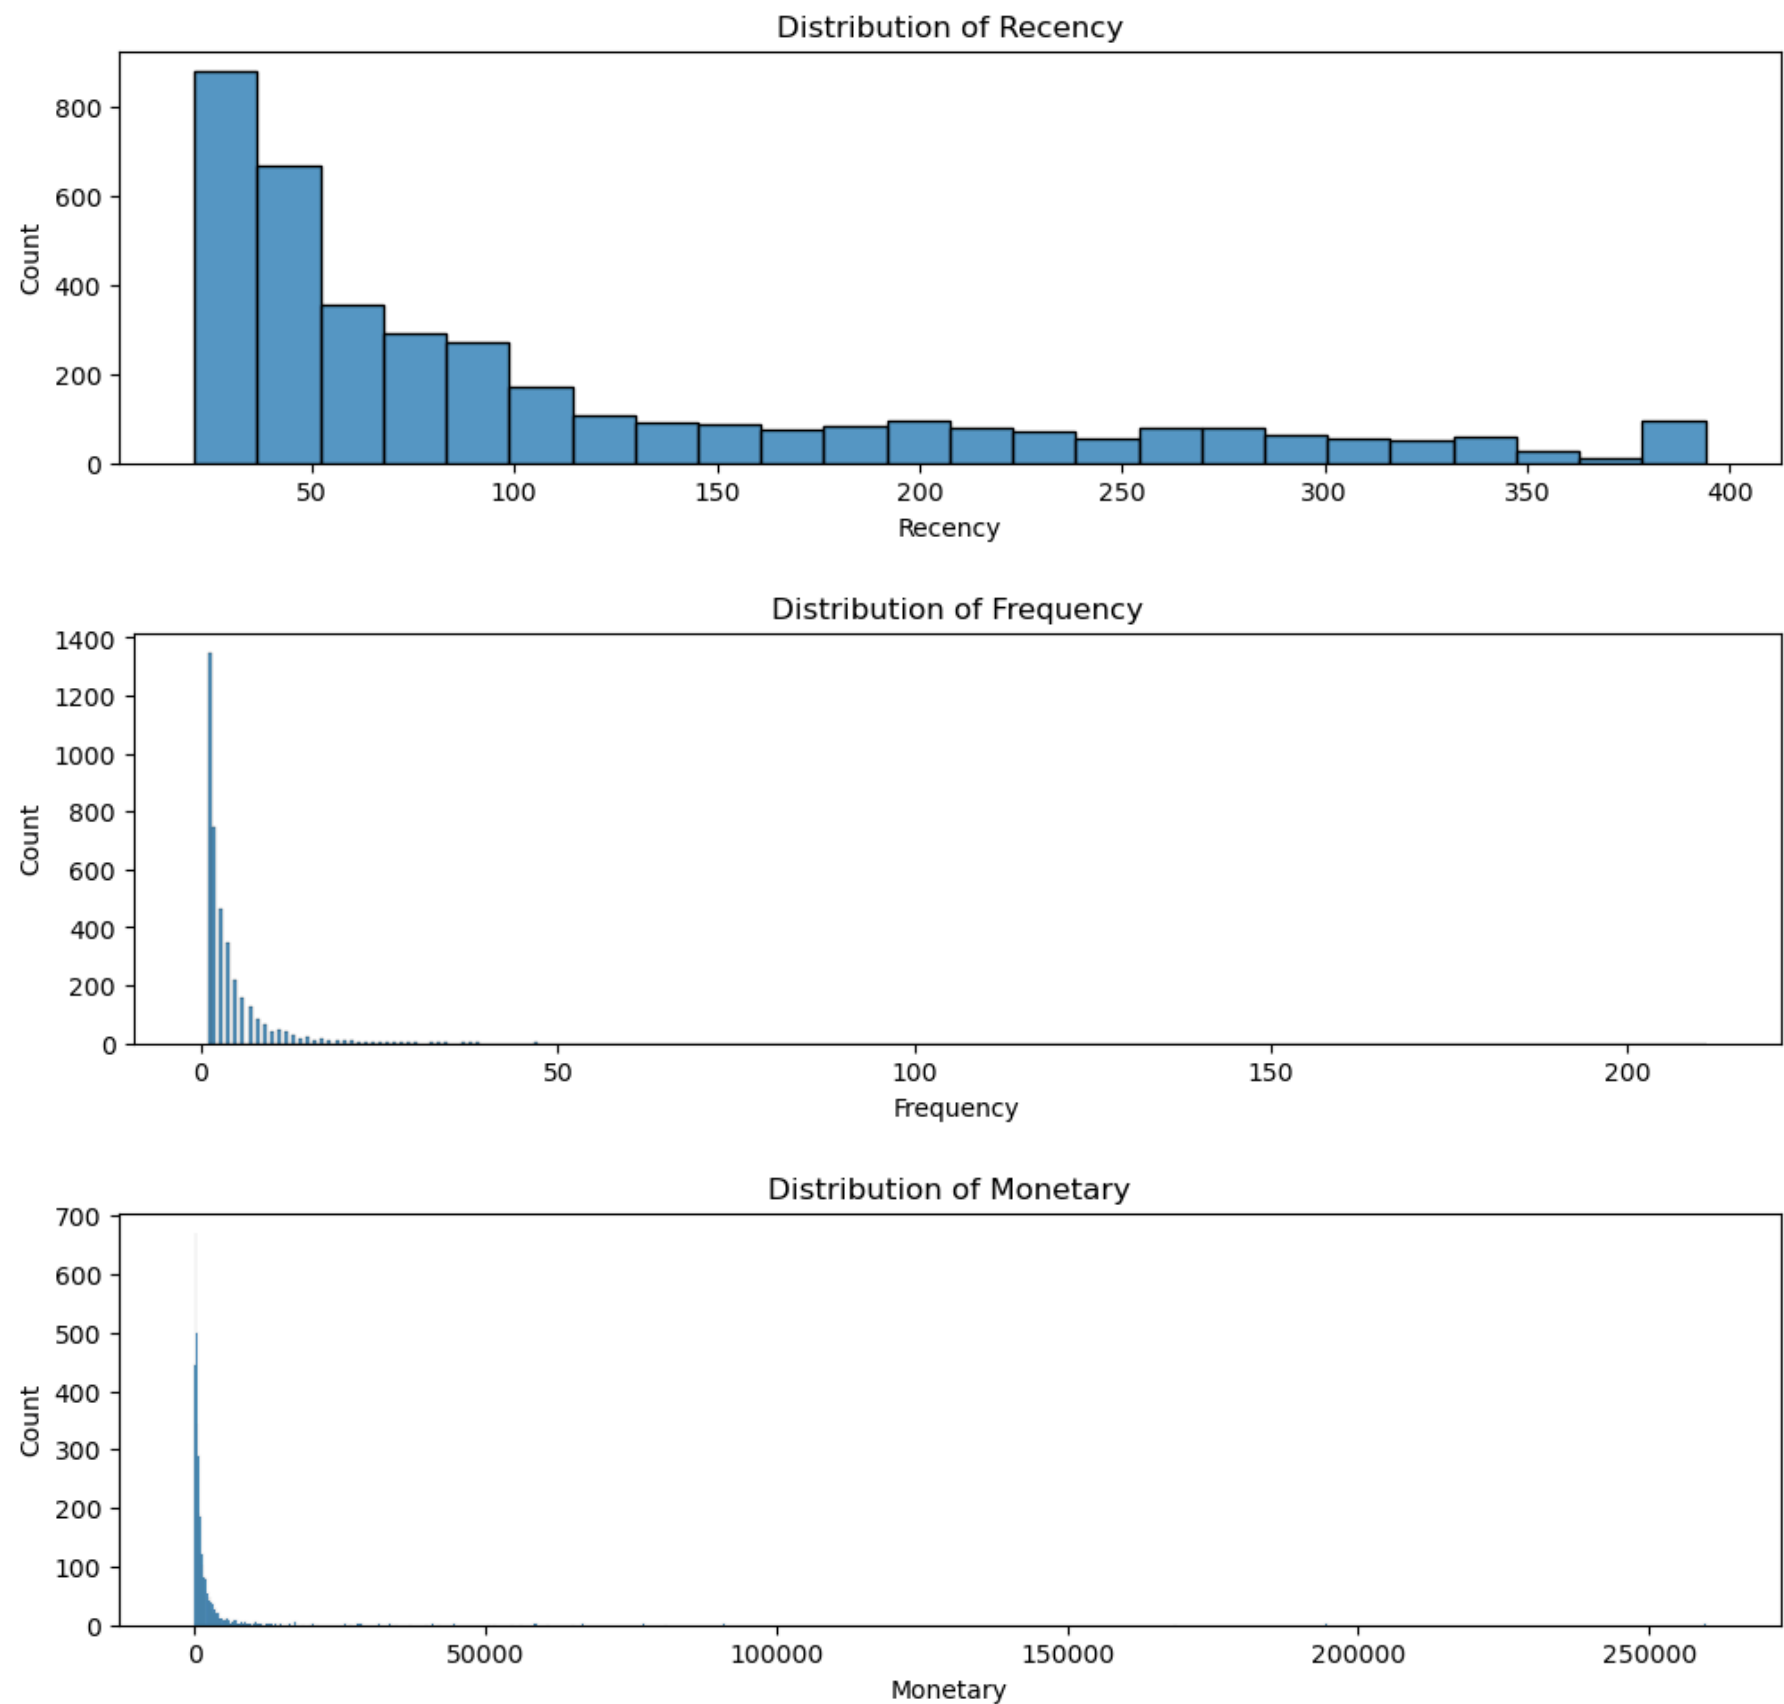 Distribution of Recency
800
600
400
200
0
Count
50 100 150 200 250 300 350 400
Recency
Distribution of Frequency
1400
1200
1000
800
600
400
200
0
Count
0 50 100 150 200
Frequency
Distribution of Monetary
700
600
500
400
300
200
100
0
Count
0 50000 100000 150000 200000 250000
Monetary